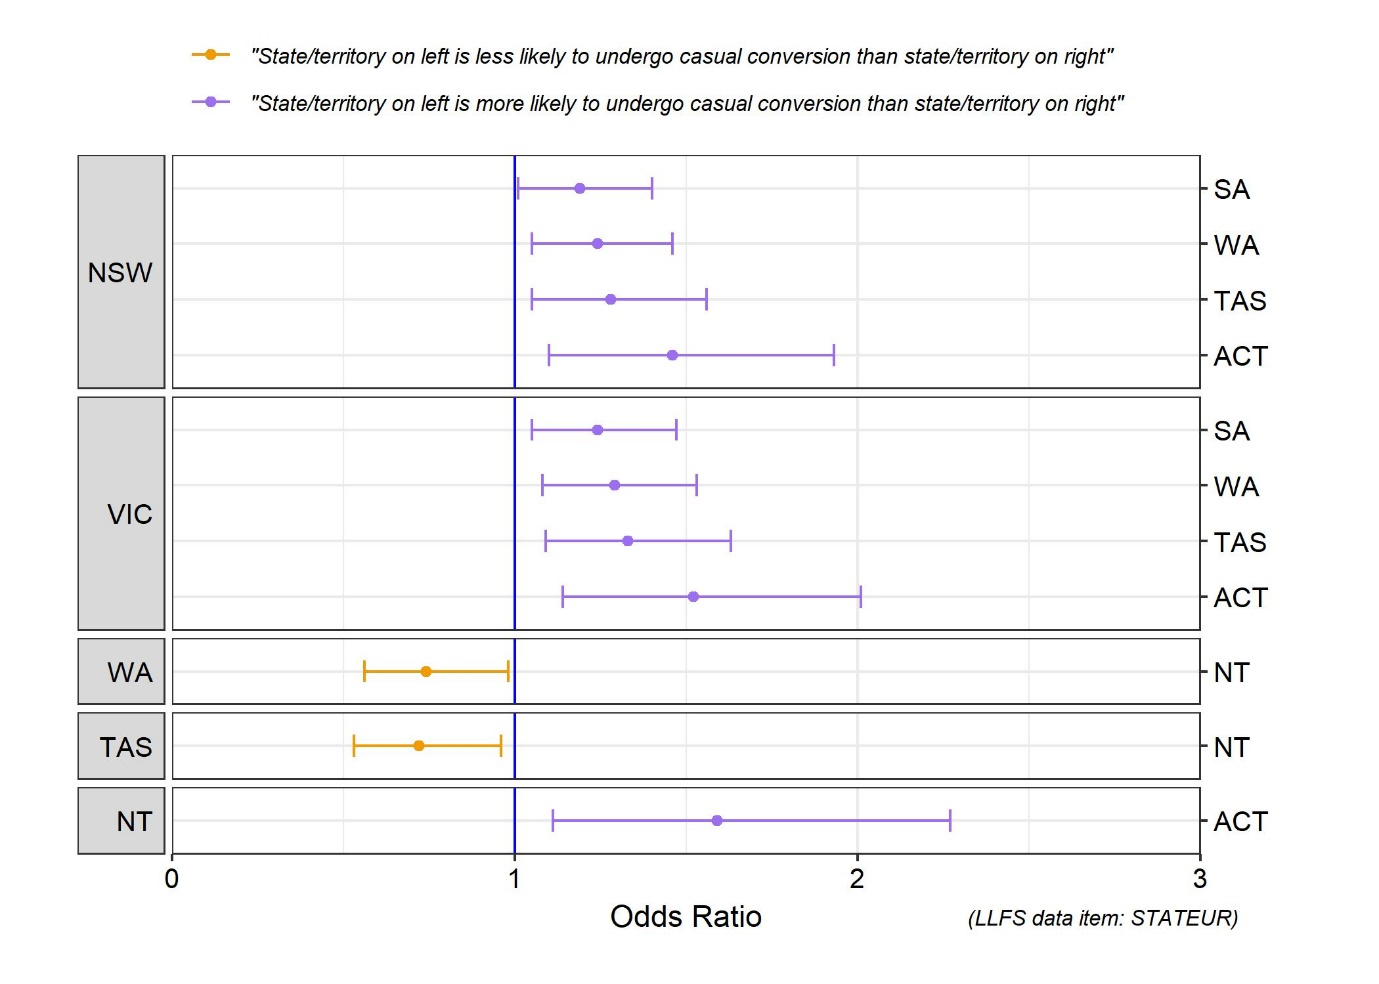 "State/territory on left is less likely to undergo casual conversion than state/territory on right"
"State/territory on left is more likely to undergo casual conversion than state/territory on right"
NSW
SA
WA
TAS
ACT
VIC
SA
WA
TAS
ACT
WA
NT
TAS
NT
NT
ACT
0 1 2 3
Odds Ratio
(LLFS data item: STATEUR)